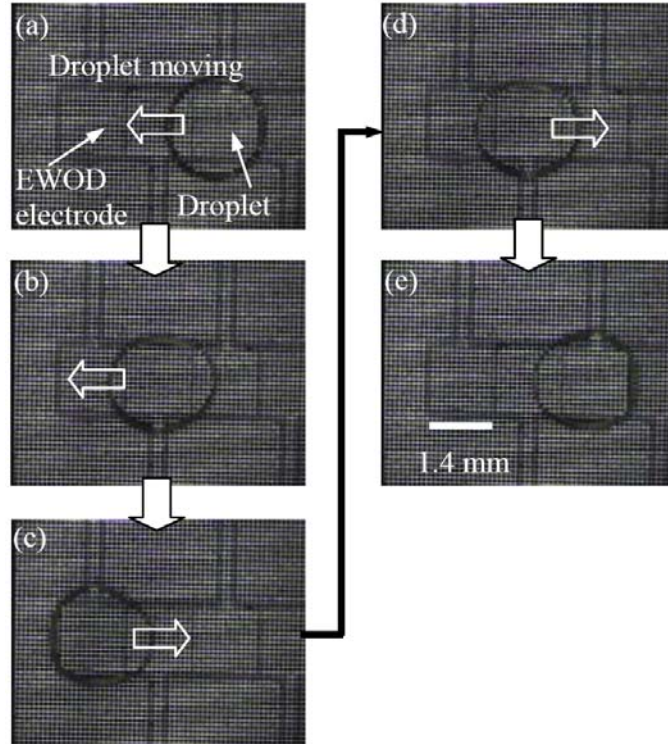 (a)
Droplet moving
EWOD
electrode
Droplet
(b)
(c)
(d)
(e)
1.4 mm